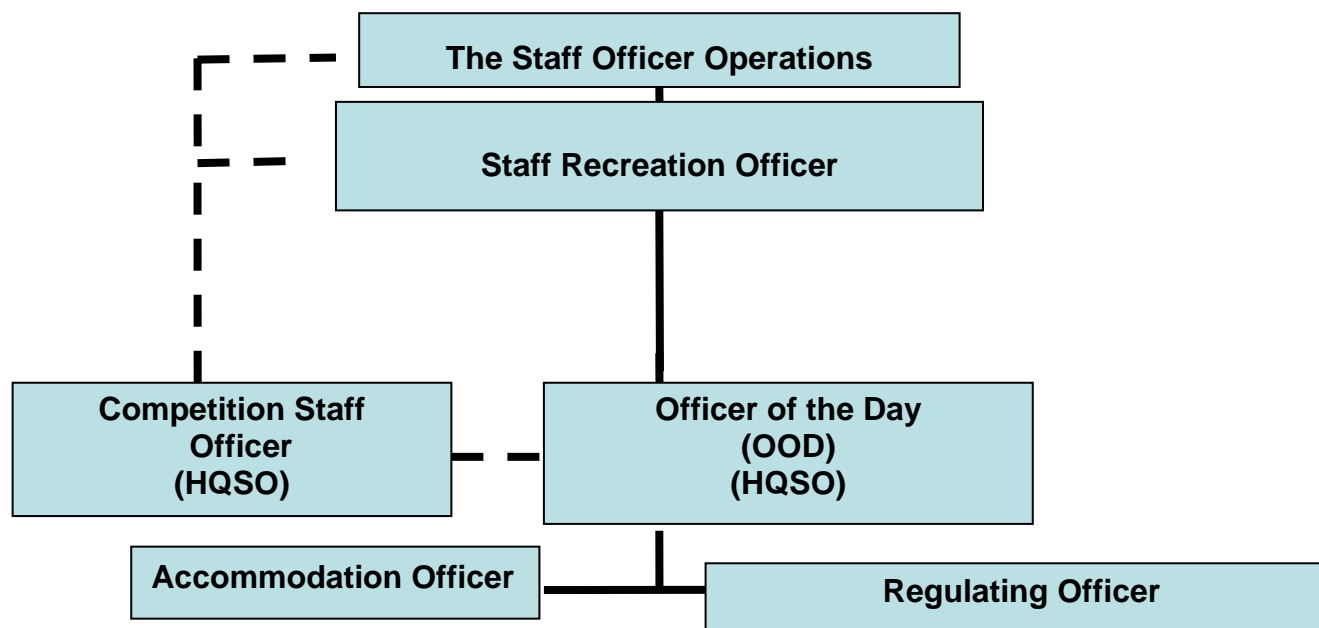 The Staff Officer Operations
Staff Recreation Officer
Competition Staff
Officer
(HQSO)
Officer of the Day
(OOD)
(HQSO)
Accommodation Officer
Regulating Officer